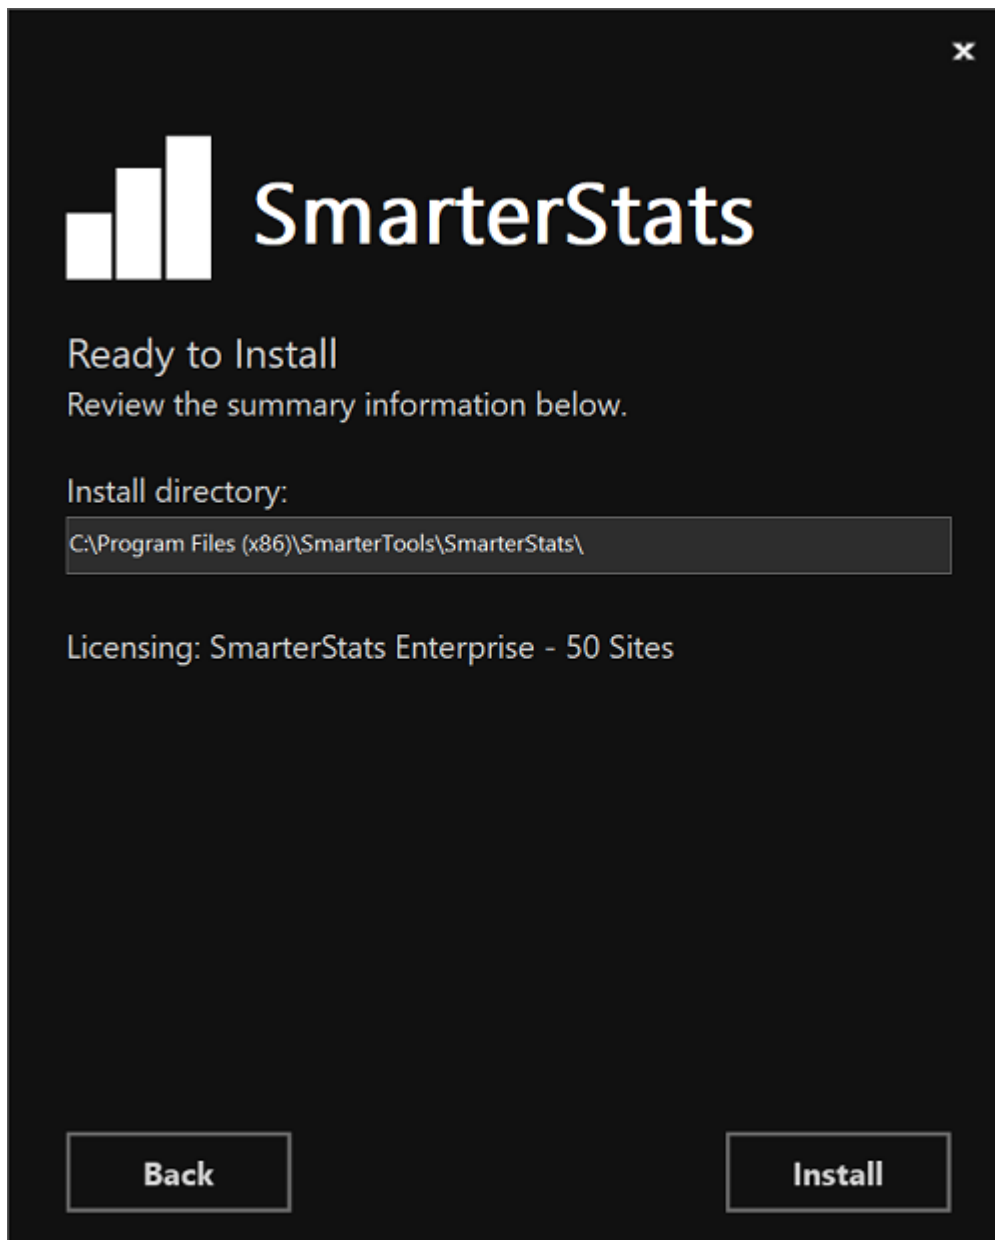 x
SmarterStats
Ready to Install
Review the summary information below.
Install directory:
C:\Program Files (x86)\SmarterTools\SmarterStats\
Licensing: SmarterStats Enterprise - 50 Sites
Back
Install